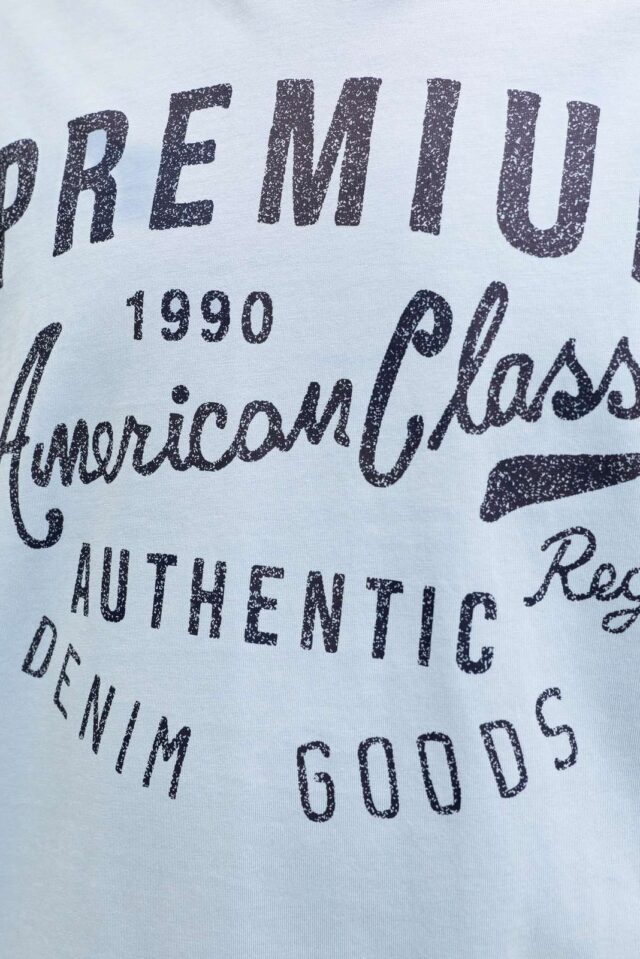 PREMIU
1990
American Class
Reg
AUTHENTIC
DENIM GOODS